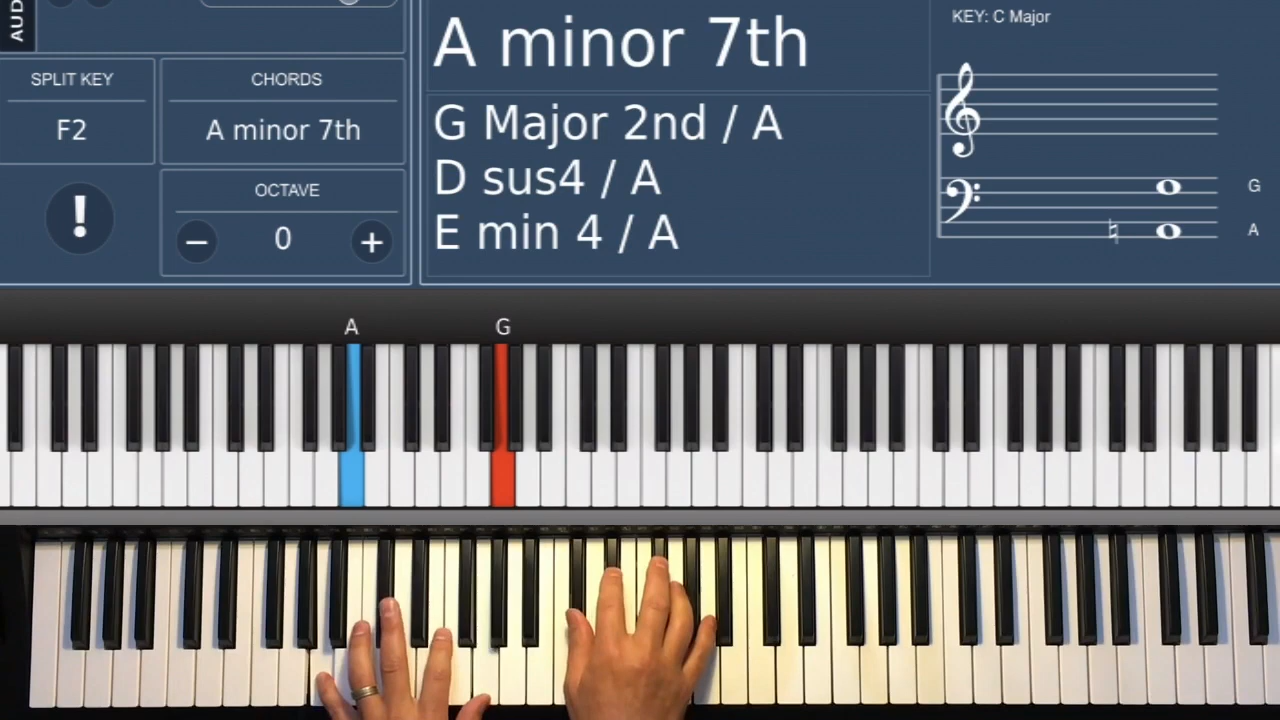 AUD
SPLIT KEY
F2
CHORDS
A minor 7th
!
OCTAVE
− 0 +
A minor 7th
G Major 2nd / A
D sus4 / A
E min 4 / A
KEY: C Major
G
A
A G